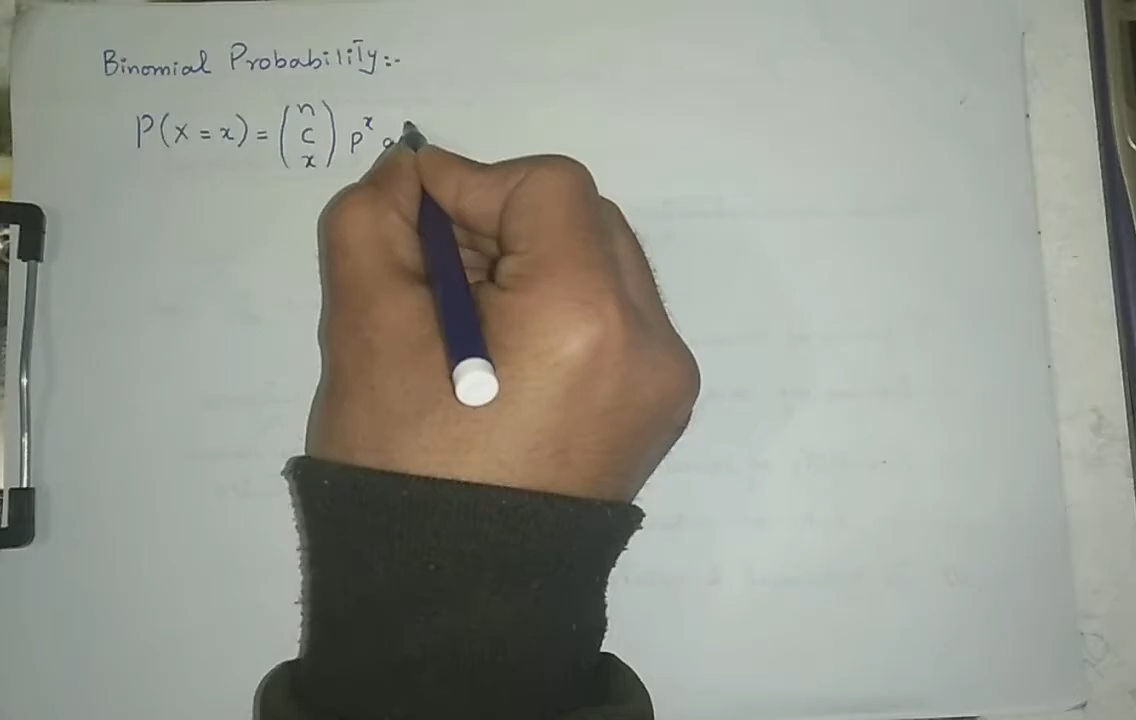 Binomial Probability:-
P(X=x) = (n C x) p^x q